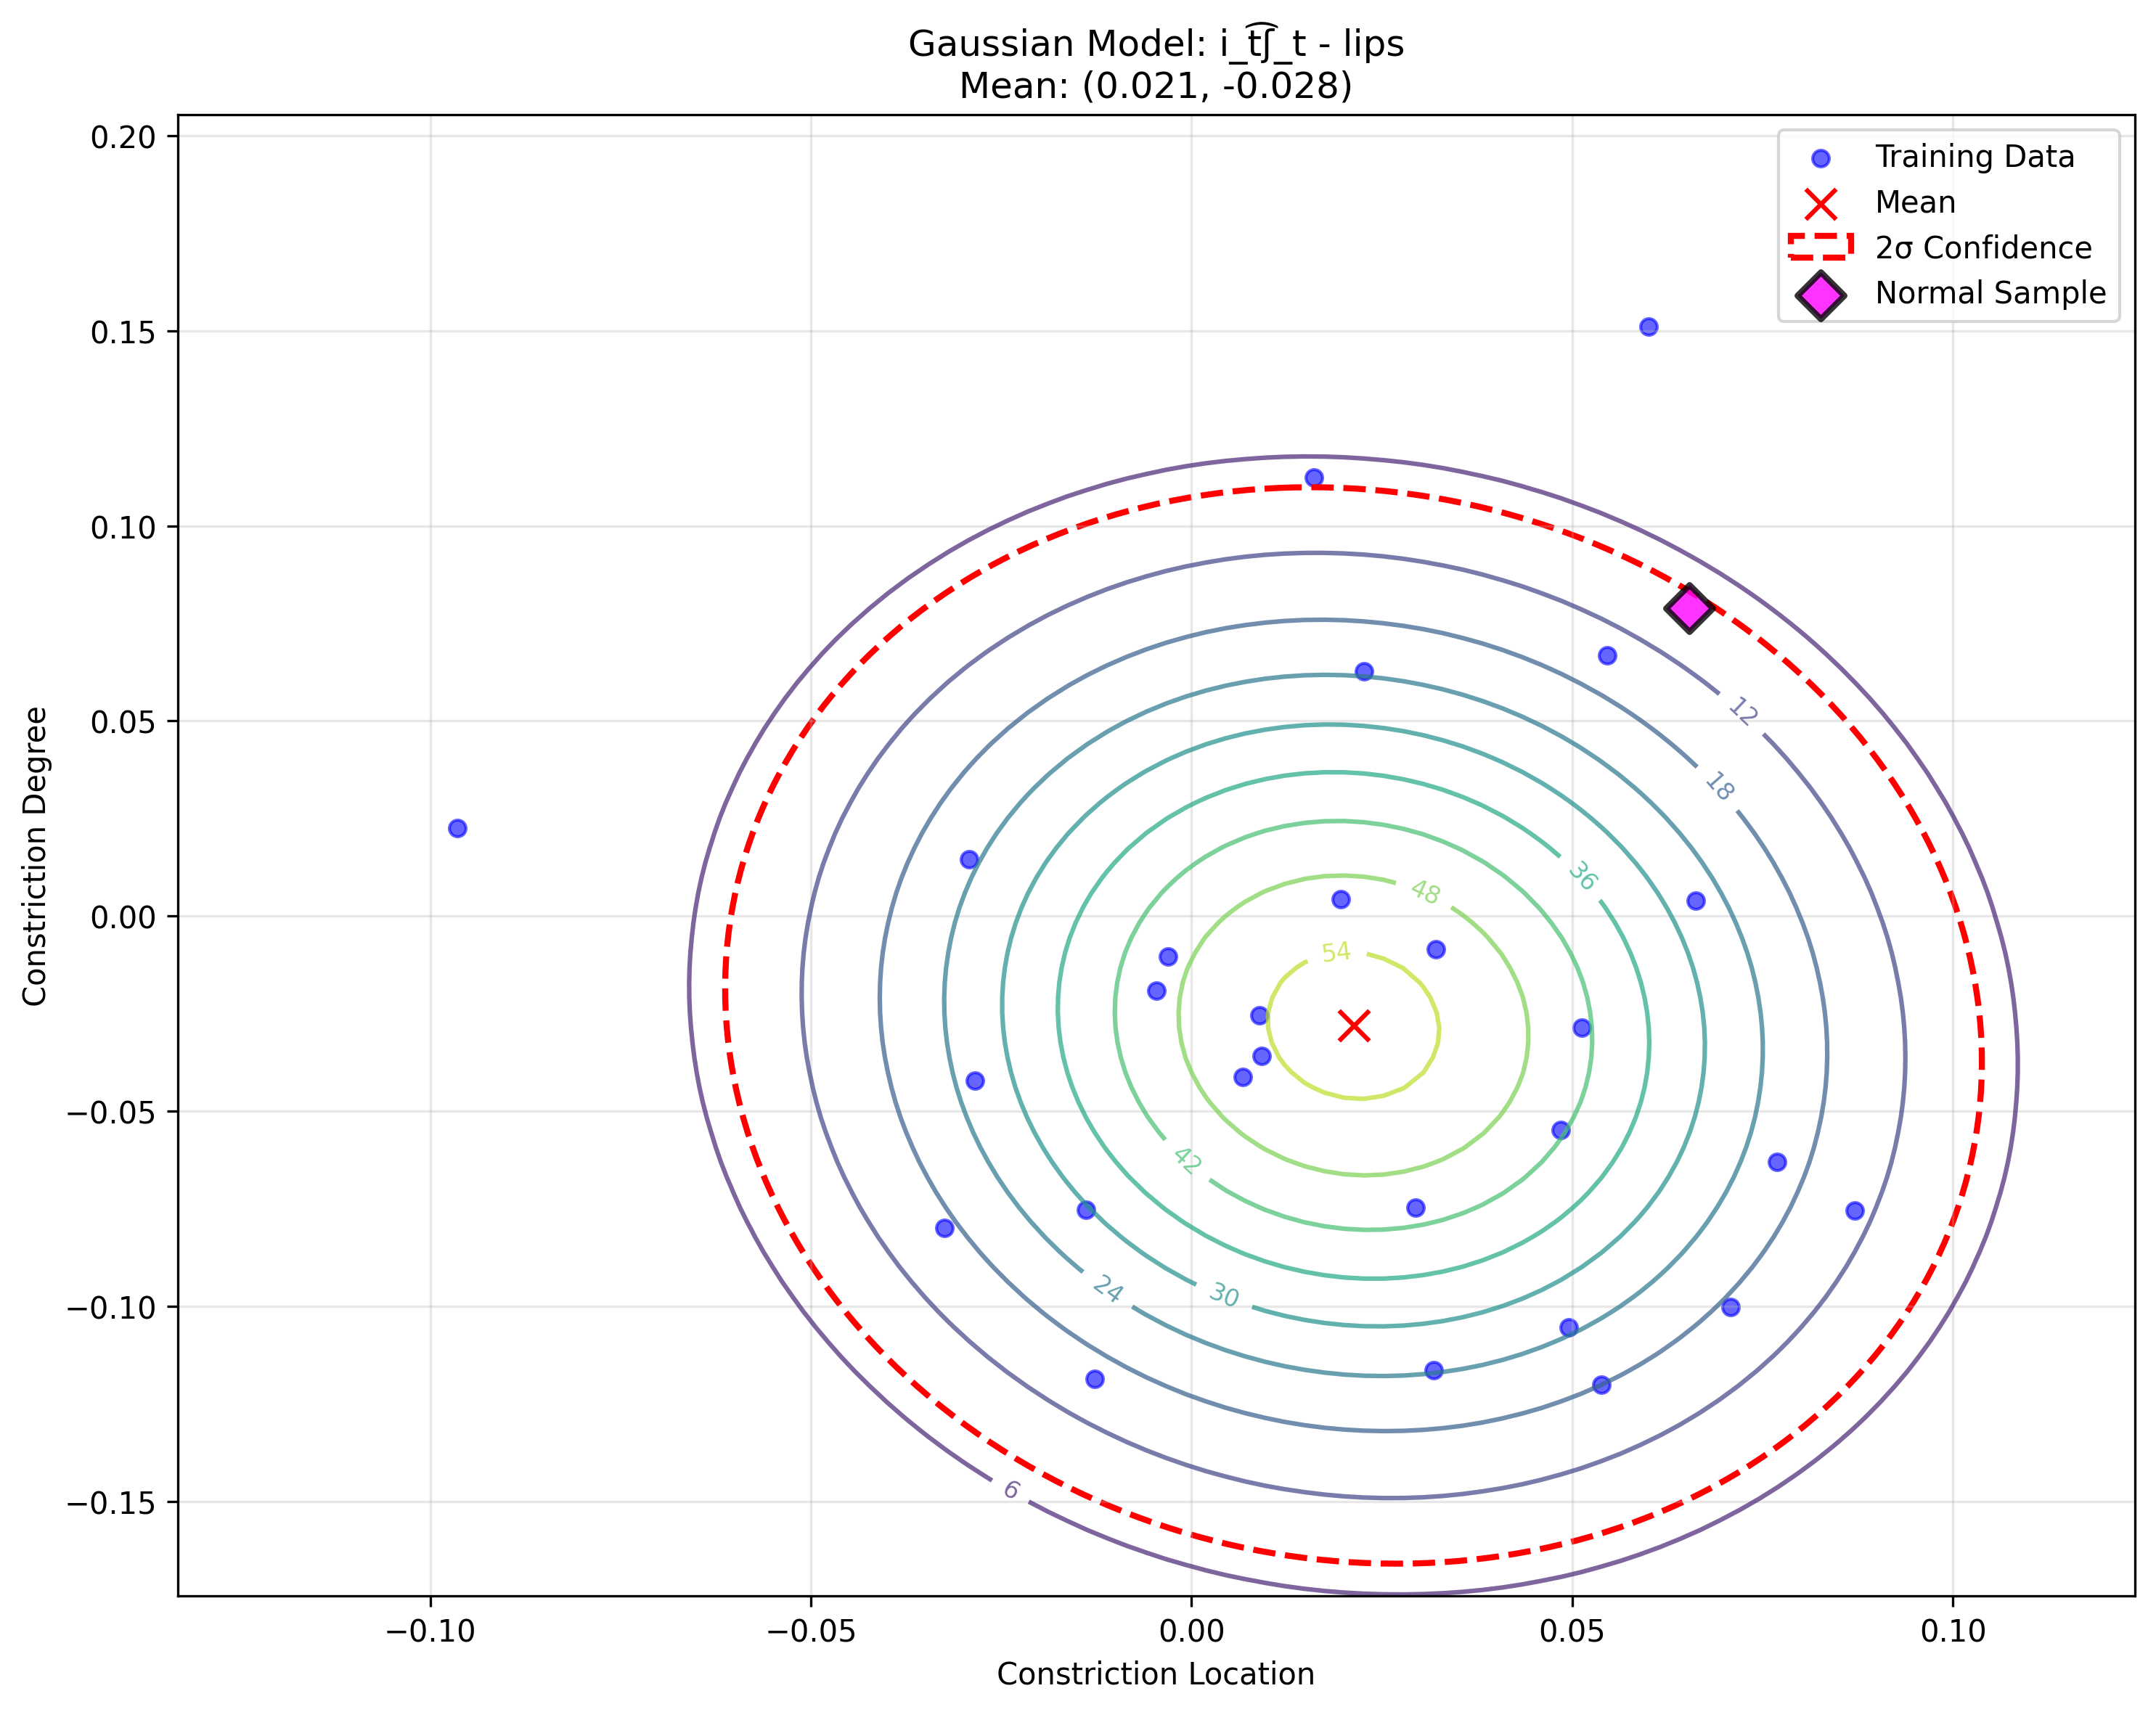 Gaussian Model: i_t͡ʃ_t - lips
Mean: (0.021, -0.028)
Training Data
Mean
2σ Confidence
Normal Sample
Constriction Degree
0.20
0.15
0.10
0.05
0.00
−0.05
−0.10
−0.15
12
18
36
48
54
42
24
30
6
−0.10
−0.05
0.00
0.05
0.10
Constriction Location